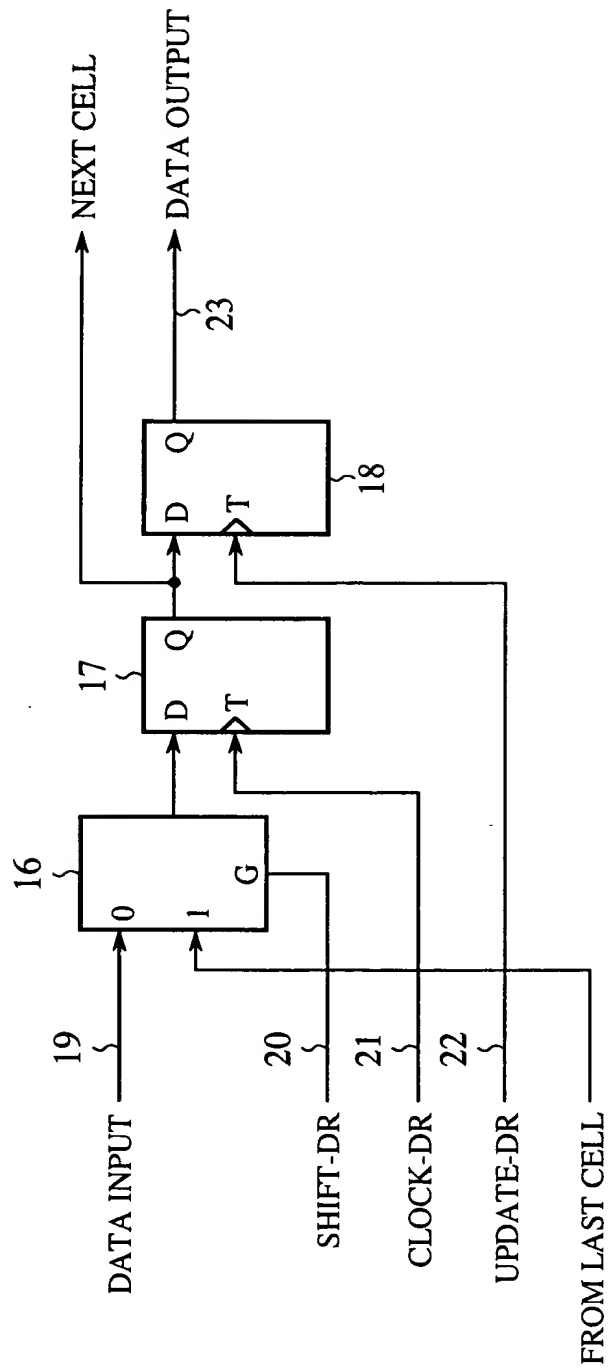 NEXT CELL
DATA OUTPUT
23
16
17
18
0
1
G
D
Q
T
D
Q
T
19
DATA INPUT
20
SHIFT-DR
21
CLOCK-DR
22
UPDATE-DR
FROM LAST CELL